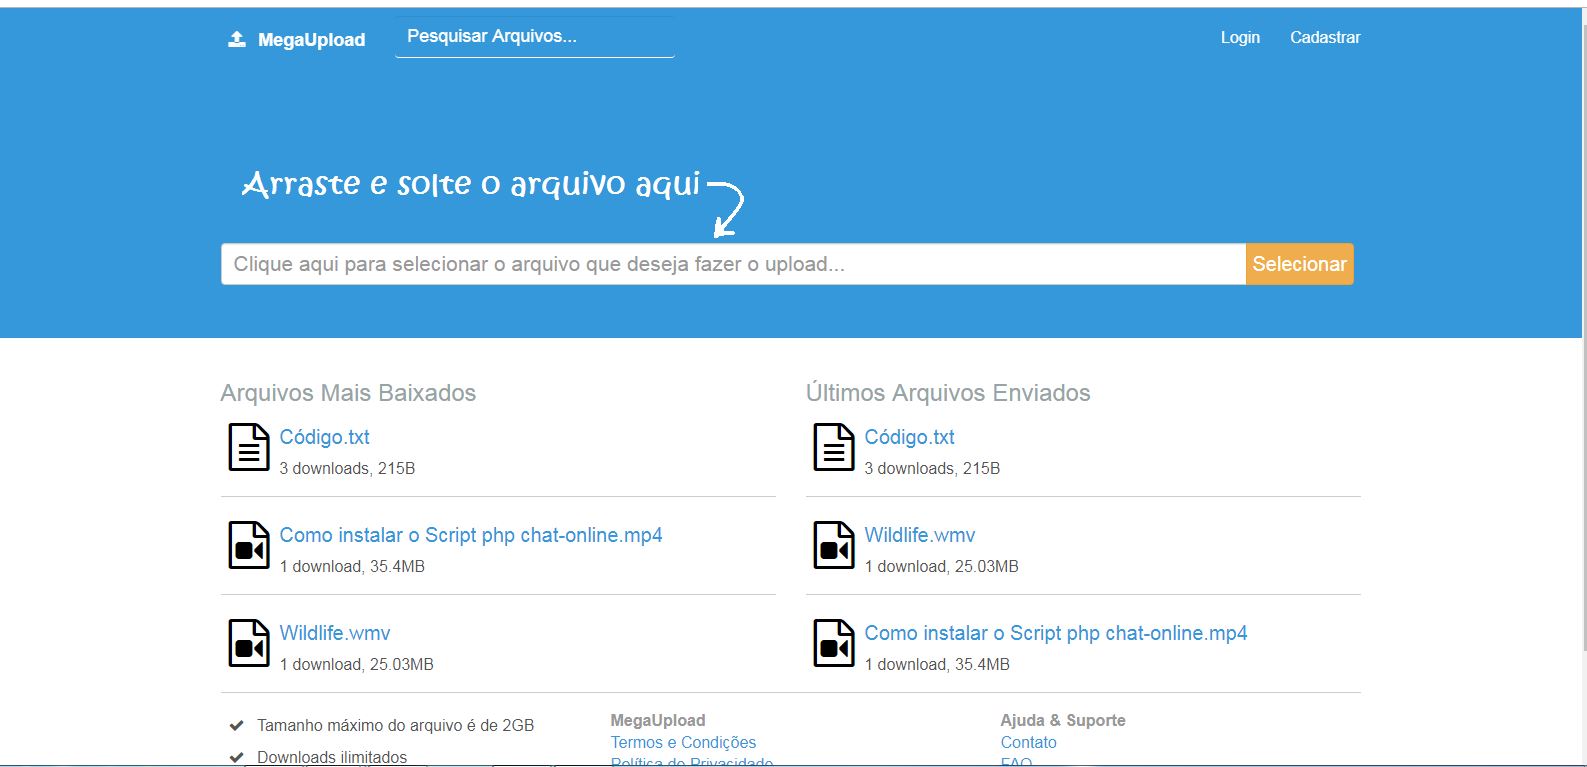 MegaUpload
Pesquisar Arquivos...
Login
Cadastrar
Arraste e solte o arquivo aqui
Clique aqui para selecionar o arquivo que deseja fazer o upload...
Selecionar
Arquivos Mais Baixados
Código.txt
3 downloads, 215B
Como instalar o Script php chat-online.mp4
1 download, 35.4MB
Wildlife.wmv
1 download, 25.03MB
Últimos Arquivos Enviados
Código.txt
3 downloads, 215B
Wildlife.wmv
1 download, 25.03MB
Como instalar o Script php chat-online.mp4
1 download, 35.4MB
Tamanho máximo do arquivo é de 2GB
Downloads ilimitados
MegaUpload
Termos e Condições
Política de Privacidade
Ajuda & Suporte
Contato
FAQ